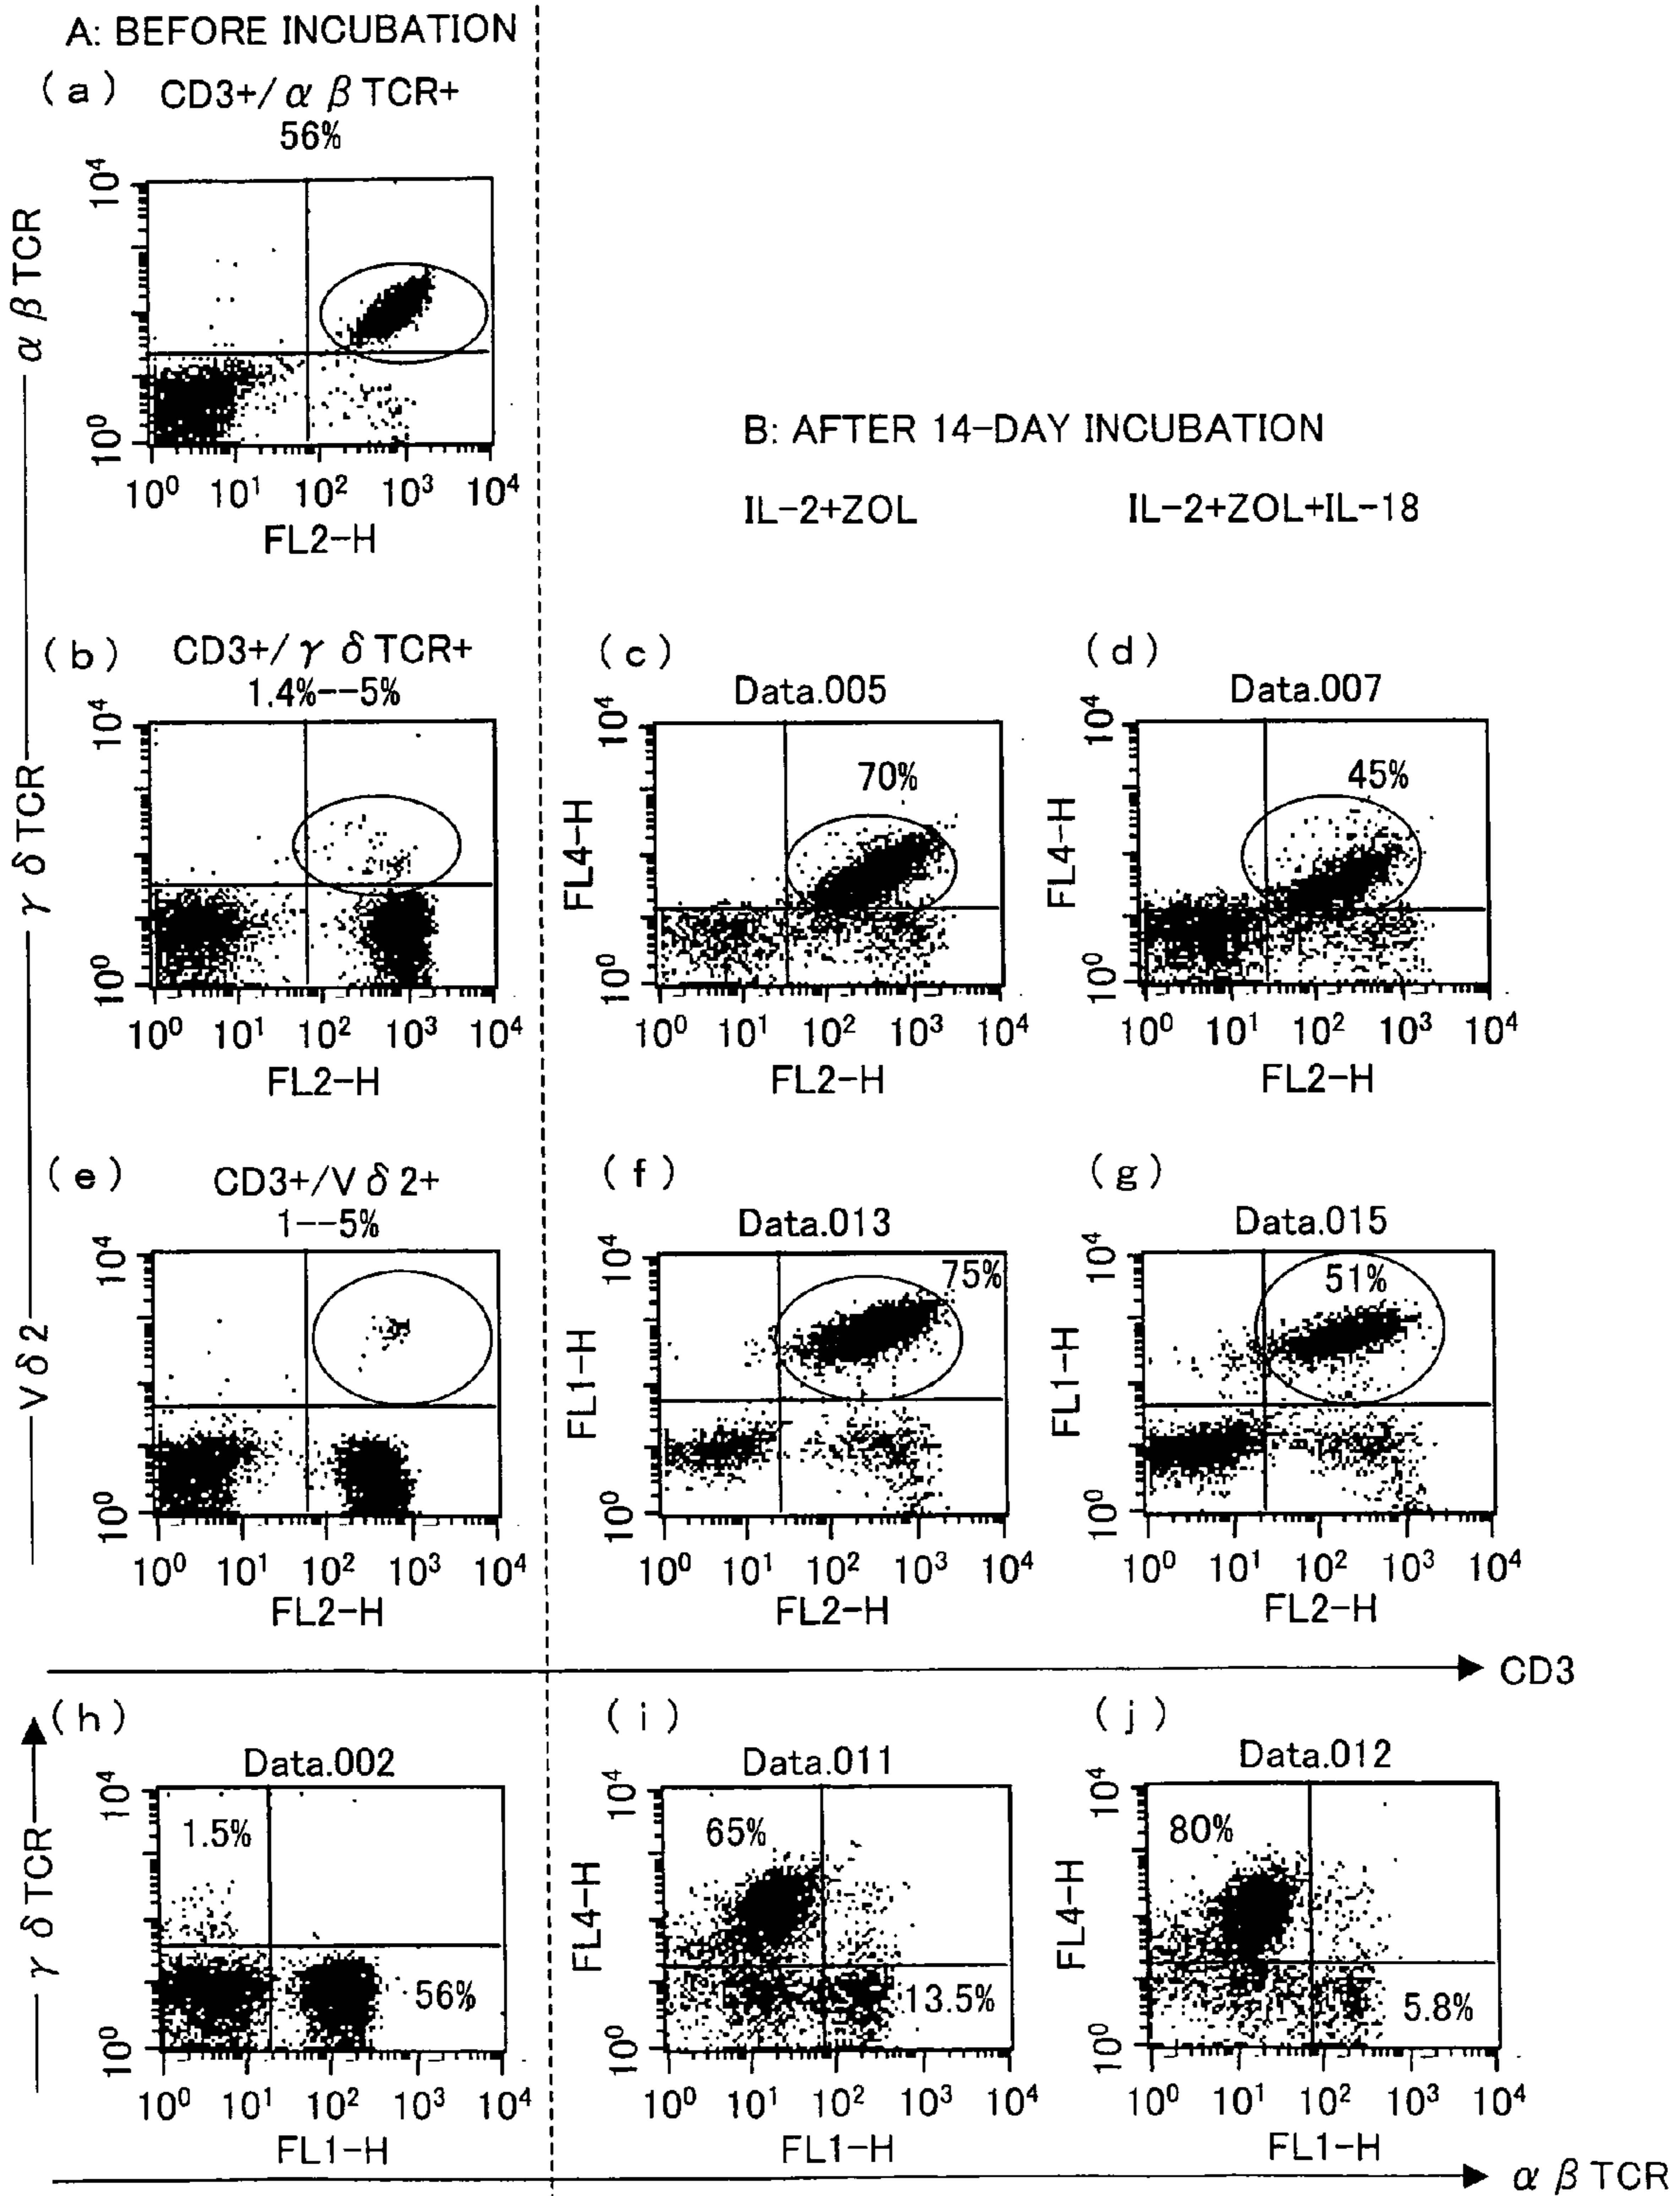 A: BEFORE INCUBATION
(a) CD3+/αβTCR+
56%
10⁴
10⁰
10⁰ 10¹ 10² 10³ 10⁴
FL2-H
αβTCR
B: AFTER 14-DAY INCUBATION
IL-2+ZOL IL-2+ZOL+IL-18
(b) CD3+/γδTCR+
1.4%--5%
10⁴
10⁰
10⁰ 10¹ 10² 10³ 10⁴
FL2-H
γδTCR
(c)
Data.005
70%
FL4-H
10⁴
10⁰
10⁰ 10¹ 10² 10³ 10⁴
FL2-H
(d)
Data.007
45%
FL4-H
10⁴
10⁰
10⁰ 10¹ 10² 10³ 10⁴
FL2-H
(e) CD3+/Vδ2+
1--5%
10⁴
10⁰
10⁰ 10¹ 10² 10³ 10⁴
FL2-H
Vδ2
(f)
Data.013
75%
FL1-H
10⁴
10⁰
10⁰ 10¹ 10² 10³ 10⁴
FL2-H
(g)
Data.015
51%
FL1-H
10⁴
10⁰
10⁰ 10¹ 10² 10³ 10⁴
FL2-H
CD3
(h)
Data.002
1.5%
56%
10⁴
10⁰
10⁰ 10¹ 10² 10³ 10⁴
FL1-H
γδTCR
(i)
Data.011
65%
13.5%
FL4-H
10⁴
10⁰
10⁰ 10¹ 10² 10³ 10⁴
FL1-H
(j)
Data.012
80%
5.8%
FL4-H
10⁴
10⁰
10⁰ 10¹ 10² 10³ 10⁴
FL1-H
αβTCR